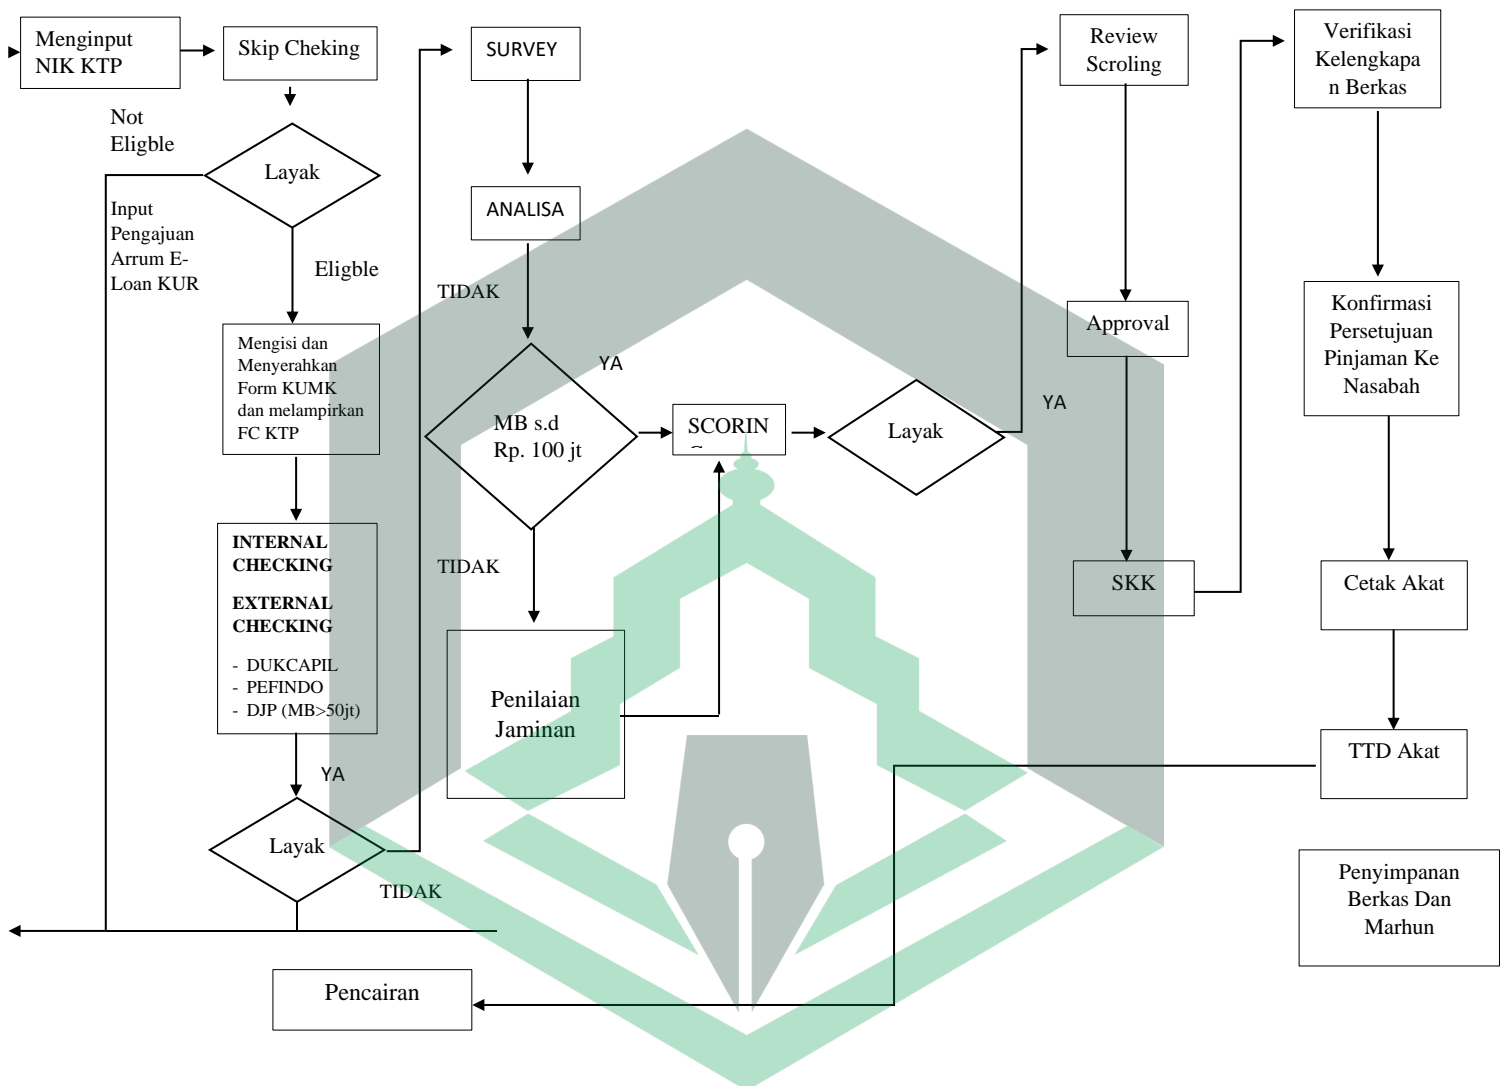 Menginput
NIK KTP
Skip Cheking
Not
Eligble
Layak
Input
Pengajuan
Arrum E-
Loan KUR
Eligble
Mengisi dan
Menyerahkan
Form KUMK
dan melampirkan
FC KTP
INTERNAL
CHECKING
EXTERNAL
CHECKING
- DUKCAPIL
- PEFINDO
- DJP (MB>50jt)
YA
Layak
TIDAK
SURVEY
ANALISA
TIDAK
YA
MB s.d
Rp. 100 jt
TIDAK
Penilaian
Jaminan
SCORIN
Layak
YA
Review
Scroling
Approval
SKK
Verifikasi
Kelengkapa
n Berkas
Konfirmasi
Persetujuan
Pinjaman Ke
Nasabah
Cetak Akat
TTD Akat
Penyimpanan
Berkas Dan
Marhun
Pencairan